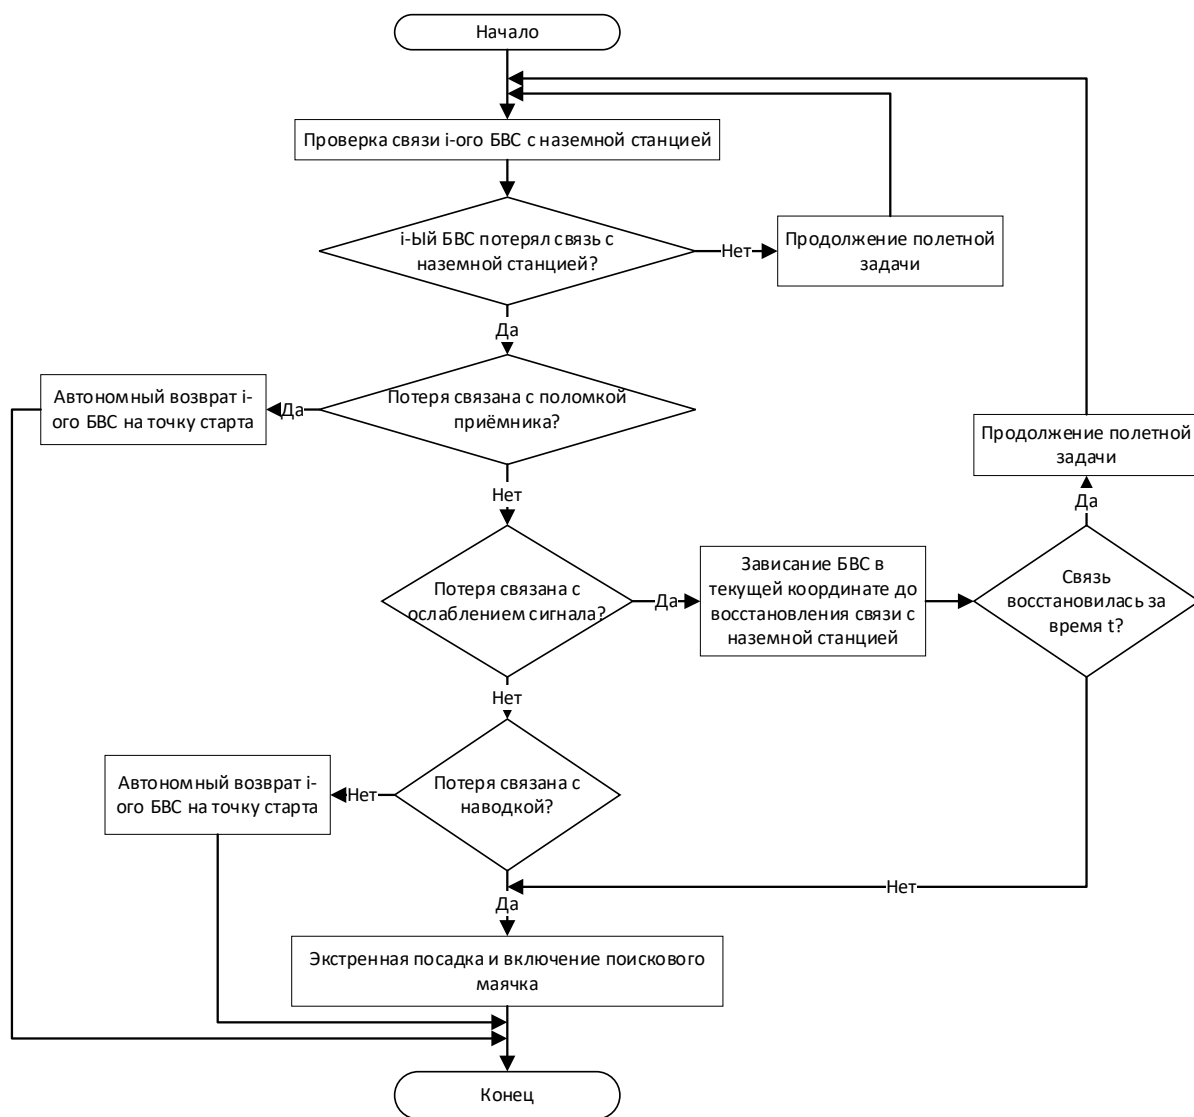 Начало
Проверка связи i-ого БВС с наземной станцией
i-Ый БВС потерял связь с
наземной станцией?
Нет
Продолжение полетной
задачи
Да
Автономный возврат i-
ого БВС на точку старта
Да
Потеря связана с поломкой
приёмника?
Продолжение полетной
задачи
Нет
Да
Потеря связана с
ослаблением сигнала?
Да
Зависание БВС в
текущей координате до
восстановления связи с
наземной станцией
Связь
восстановилась за
время t?
Нет
Автономный возврат i-
ого БВС на точку старта
Нет
Потеря связана с
наводкой?
Нет
Да
Экстренная посадка и включение поискового
маячка
Конец